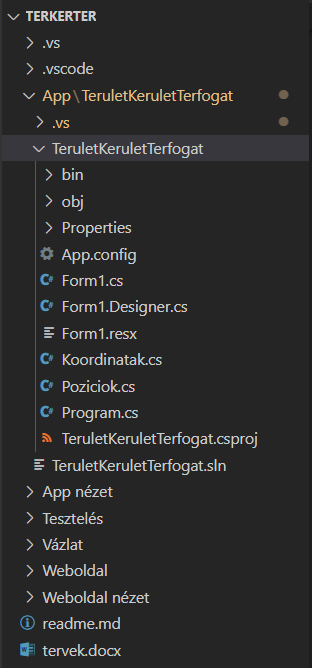 TERKERTER
.vs
.vscode
App\TeruletKeruletTerfogat
.vs
TeruletKeruletTerfogat
bin
obj
Properties
App.config
Form1.cs
Form1.Designer.cs
Form1.resx
Koordinatak.cs
Poziciok.cs
Program.cs
TeruletKeruletTerfogat.csproj
TeruletKeruletTerfogat.sln
App nézet
Tesztelés
Vázlat
Weboldal
Weboldal nézet
readme.md
tervek.docx